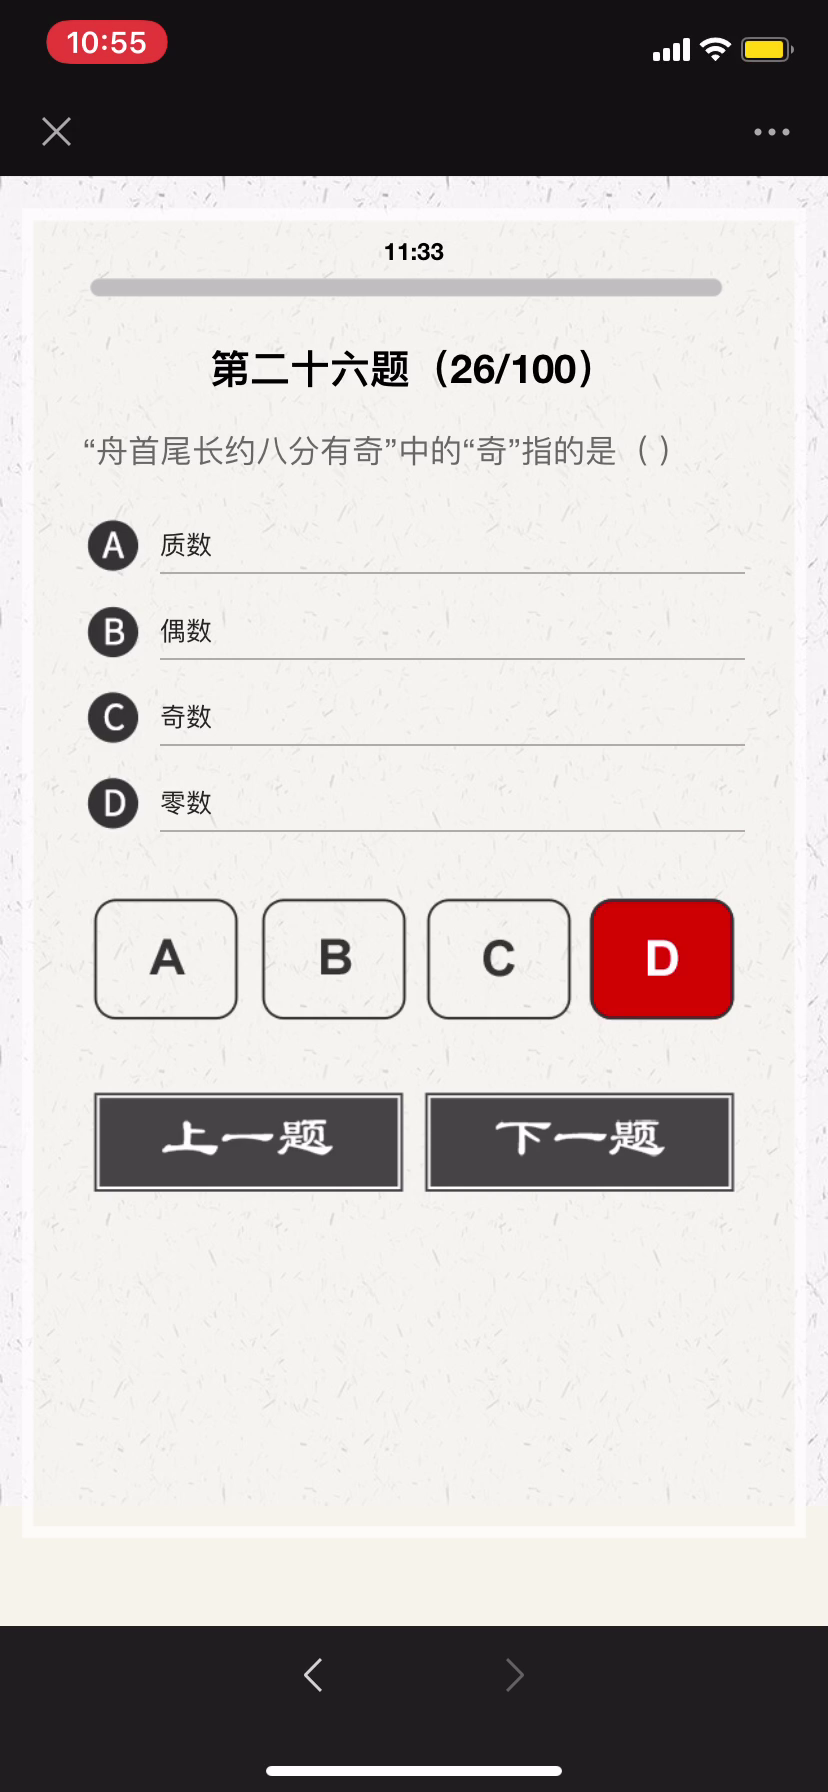 10:55
11:33
第二十六题（26/100）
“舟首尾长约八分有奇”中的“奇”指的是（ ）
A 质数
B 偶数
C 奇数
D 零数
A B C D
上一题 下一题